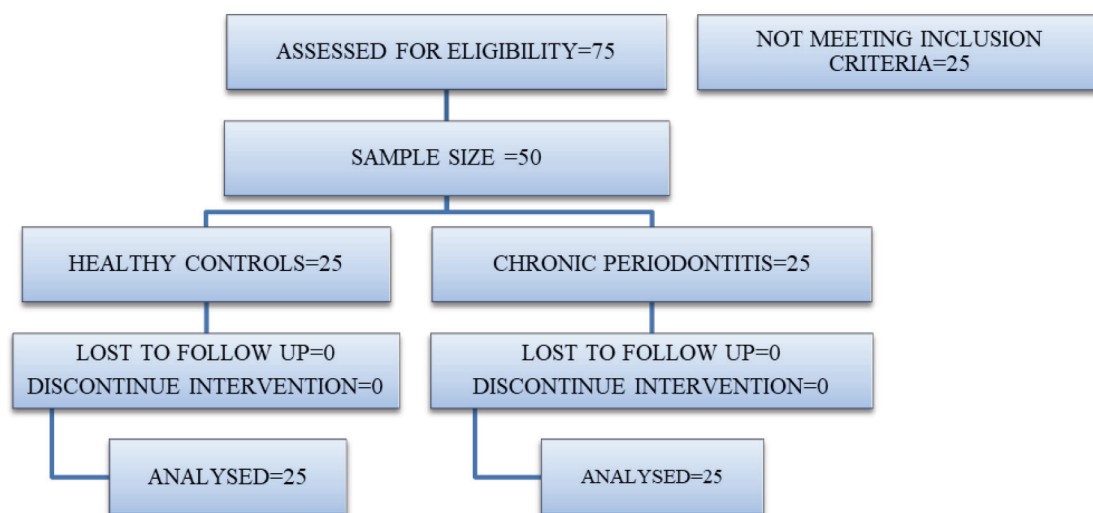 ASSESSED FOR ELIGIBILITY=75
NOT MEETING INCLUSION
CRITERIA=25
SAMPLE SIZE =50
HEALTHY CONTROLS=25
CHRONIC PERIODONTITIS=25
LOST TO FOLLOW UP=0
DISCONTINUE INTERVENTION=0
LOST TO FOLLOW UP=0
DISCONTINUE INTERVENTION=0
ANALYSED=25
ANALYSED=25